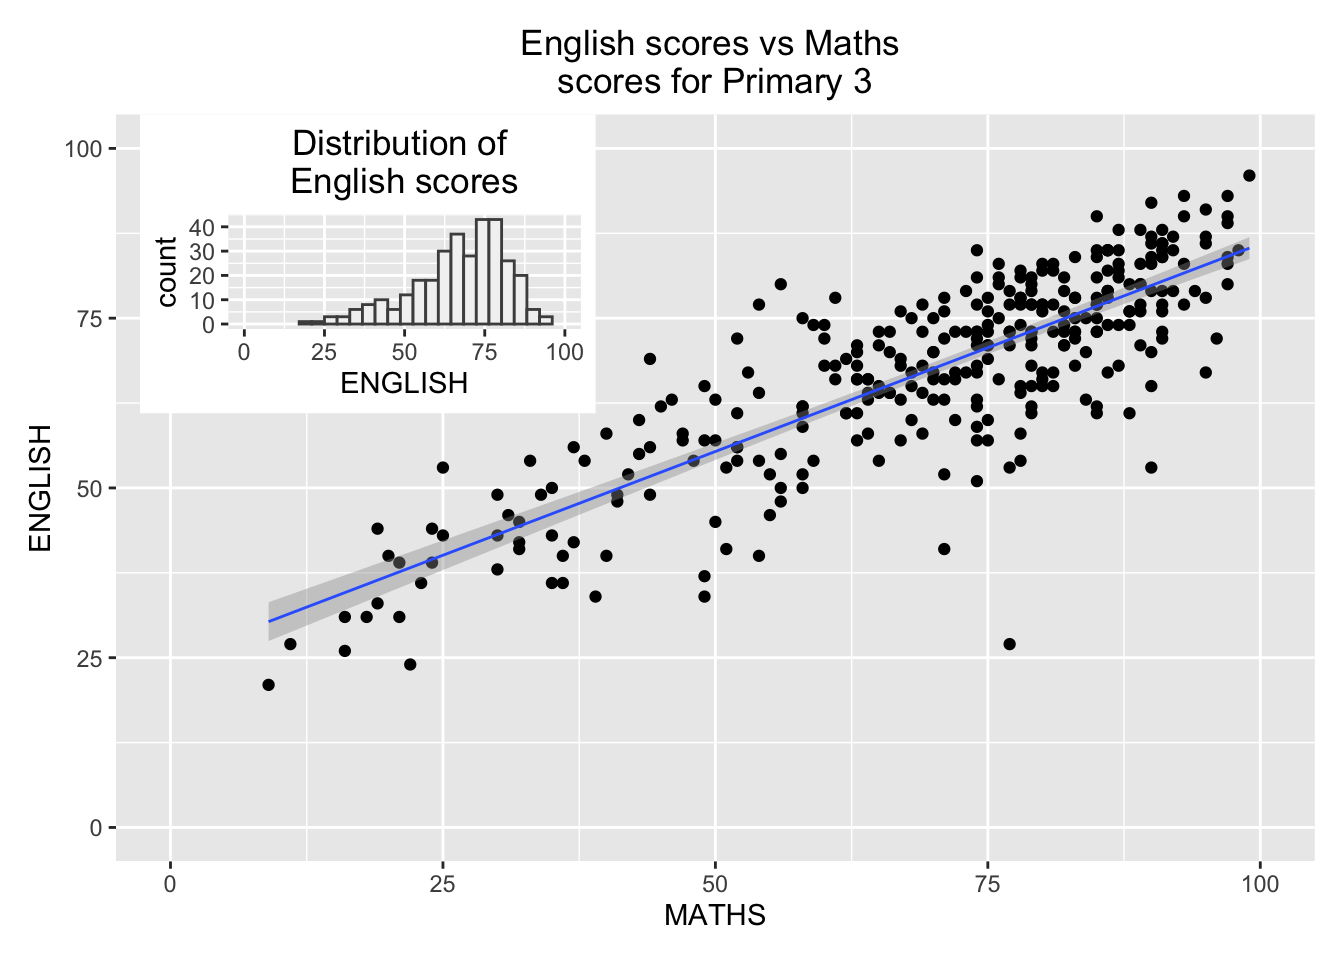 English scores vs Maths
scores for Primary 3
Distribution of
English scores
count
40
30
20
10
0
0 25 50 75 100
ENGLISH
ENGLISH
100
75
50
25
0
0 25 50 75 100
MATHS